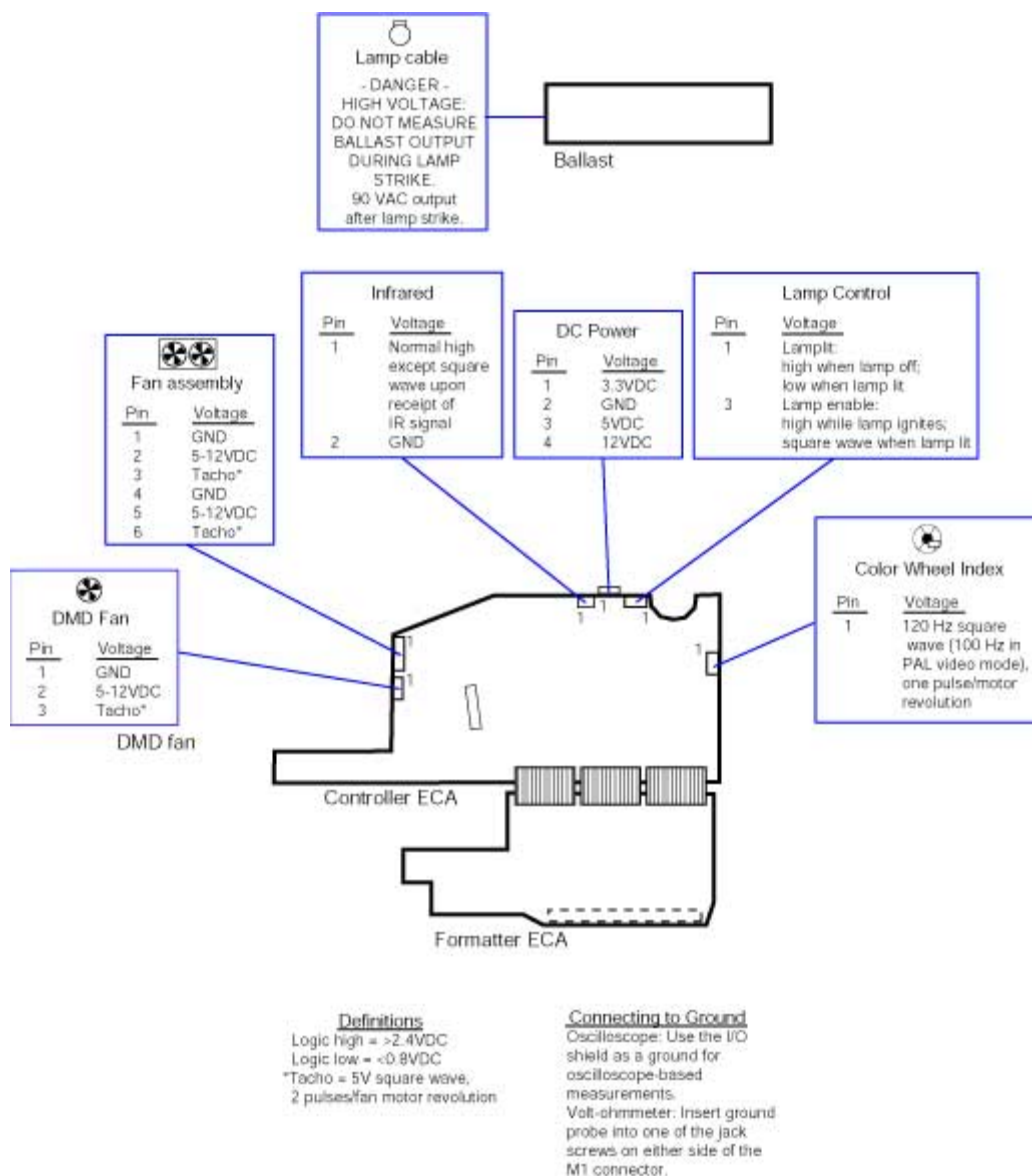 Lamp cable
- DANGER -
HIGH VOLTAGE:
DO NOT MEASURE
BALLAST OUTPUT
DURING LAMP
STRIKE.
90 VAC output
after lamp strike.
Ballast
Infrared
Pin Voltage
1 Normal high
except square
wave upon
receipt of
IR signal
2 GND
DC Power
Pin Voltage
1 3.3VDC
2 GND
3 5VDC
4 12VDC
Lamp Control
Pin Voltage
1 Lamplit:
high when lamp off;
low when lamp lit
3 Lamp enable:
high while lamp ignites;
square wave when lamp lit
Fan assembly
Pin Voltage
1 GND
2 5-12VDC
3 Tacho*
4 GND
5 5-12VDC
6 Tacho*
Color Wheel Index
Pin Voltage
1 120 Hz square
wave (100 Hz in
PAL video mode),
one pulse/motor
revolution
DMD Fan
Pin Voltage
1 GND
2 5-12VDC
3 Tacho*
DMD fan
1
1
1
1
1
1
Controller ECA
Formatter ECA
Definitions
Logic high = >2.4VDC
Logic low = <0.8VDC
*Tacho = 5V square wave,
2 pulses/fan motor revolution
Connecting to Ground
Oscilloscope: Use the I/O
shield as a ground for
oscilloscope-based
measurements.
Volt-ohmmeter: Insert ground
probe into one of the jack
screws on either side of the
M1 connector.